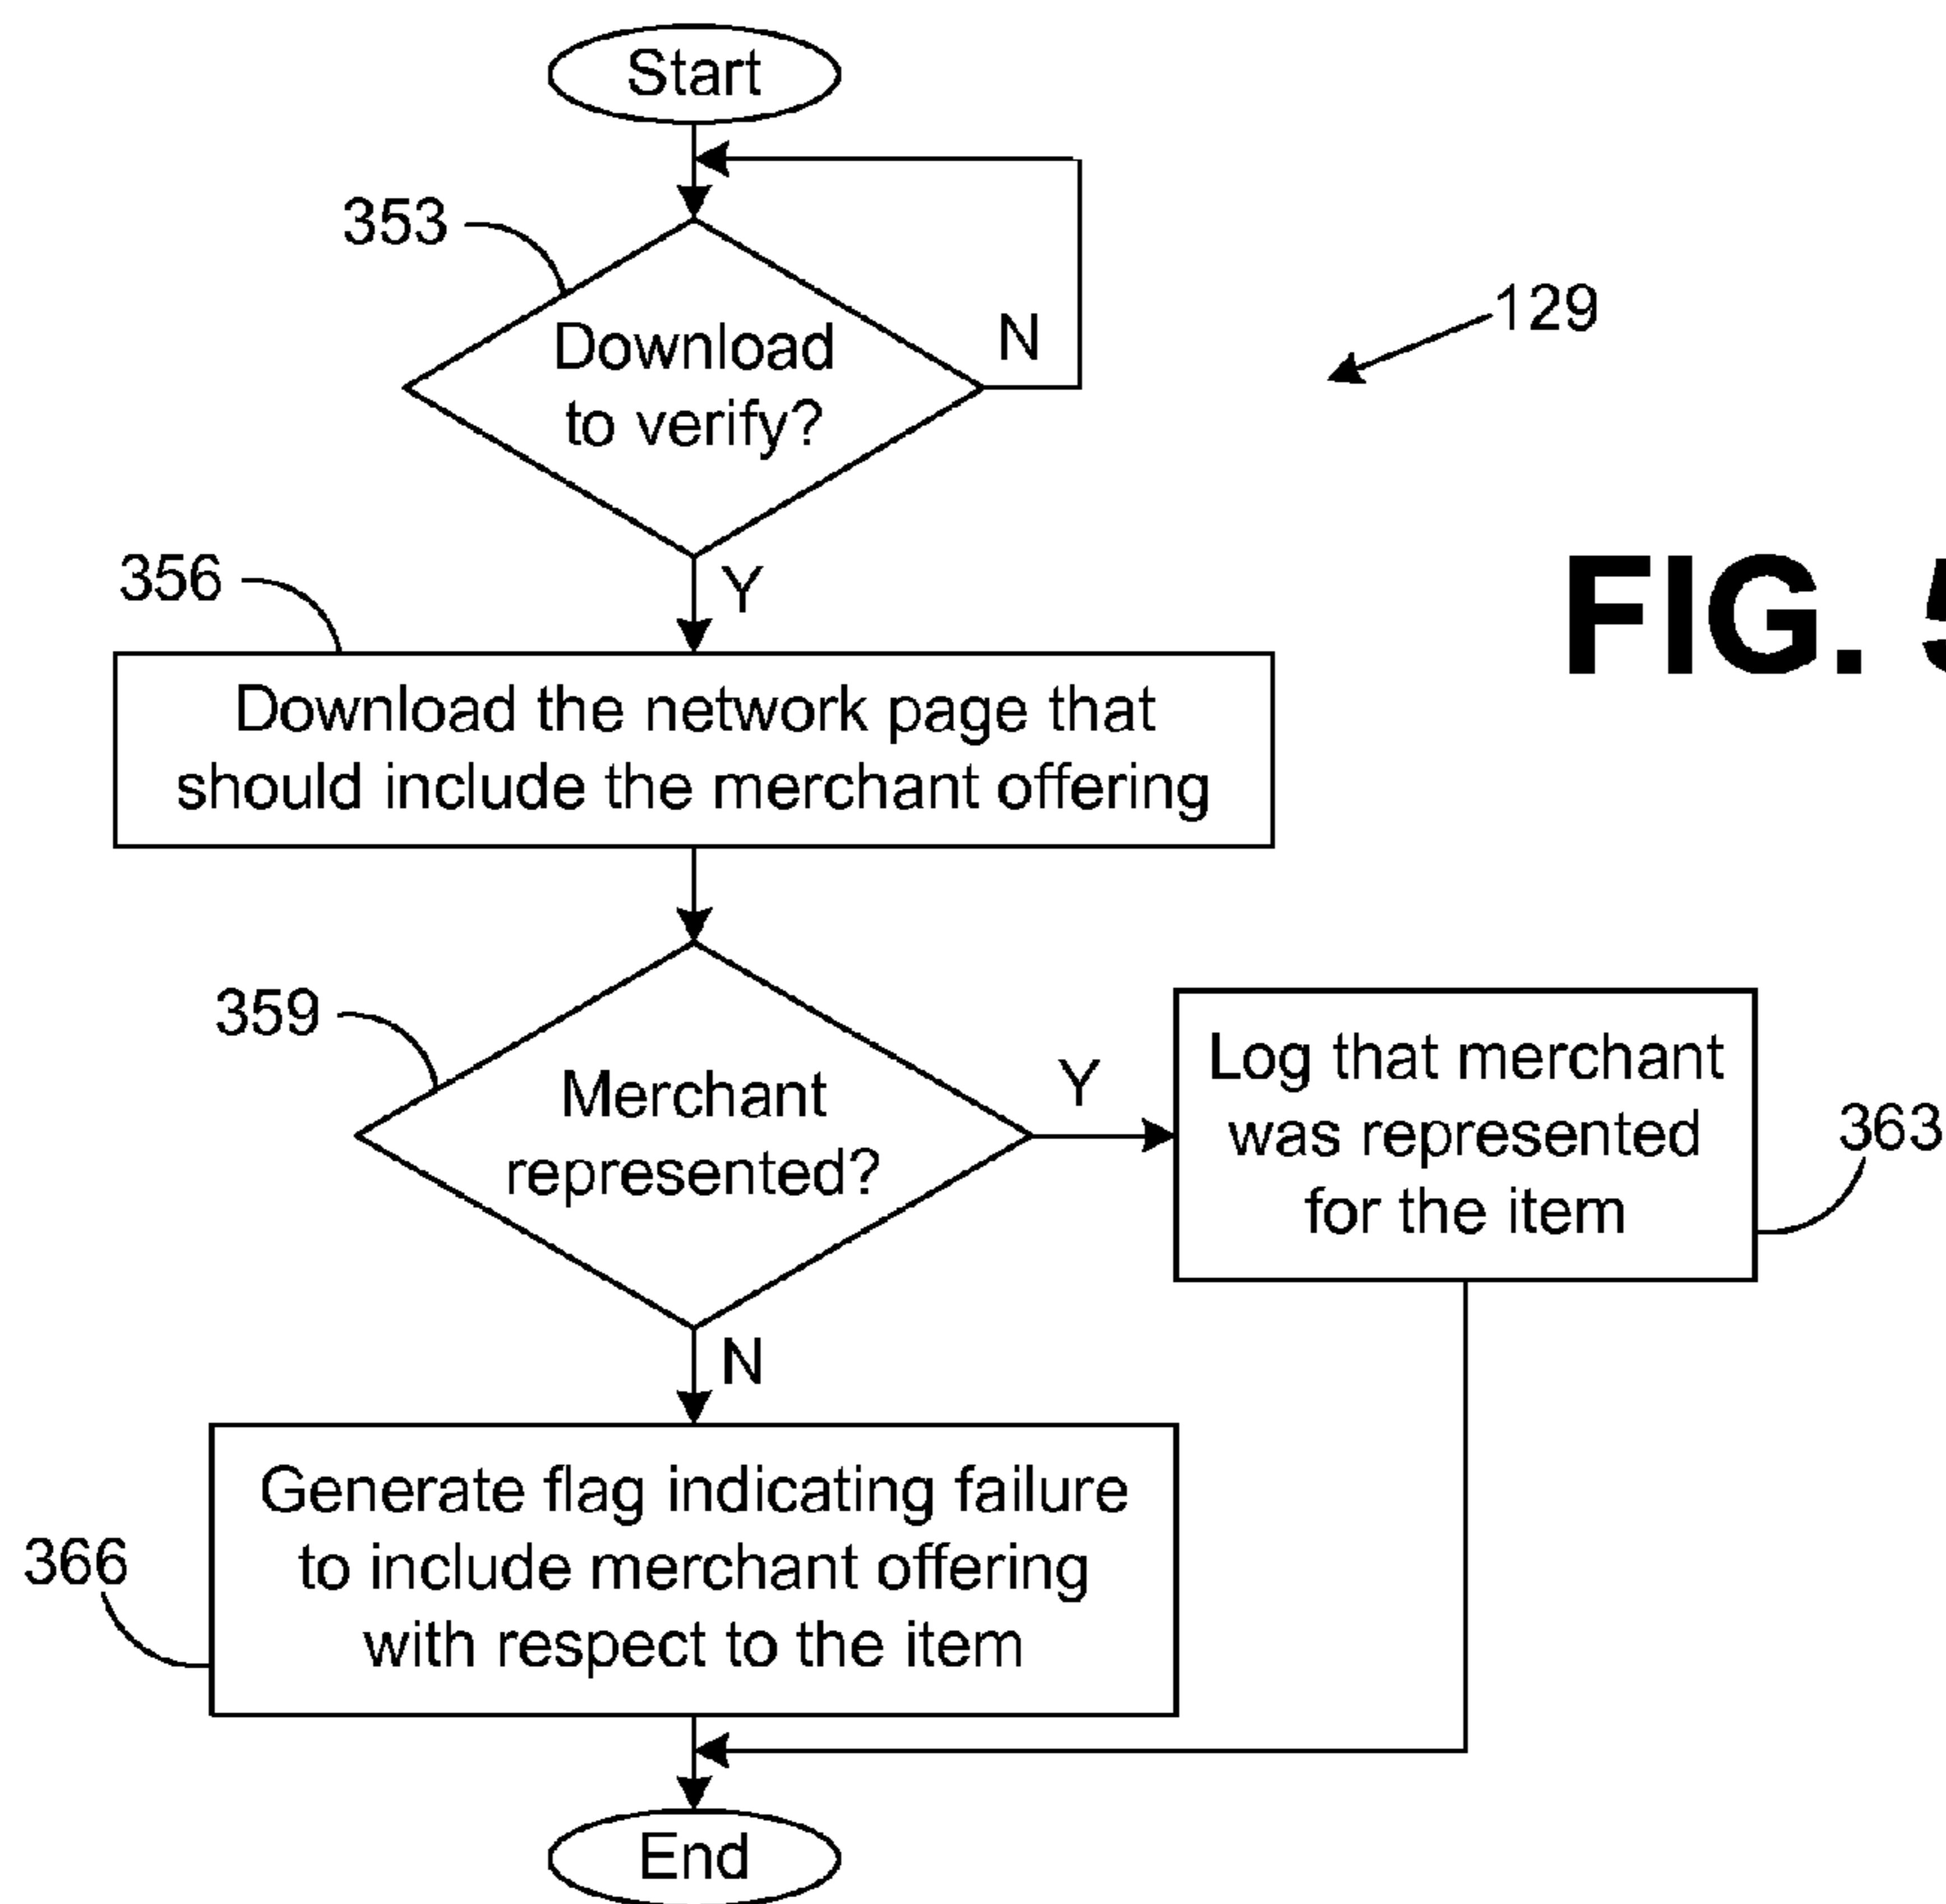 Start
353
Download
to verify?
N
129
Y
356
FIG. 5
Download the network page that
should include the merchant offering
359
Merchant
represented?
Y
Log that merchant
was represented
for the item
363
N
Generate flag indicating failure
to include merchant offering
with respect to the item
366
End